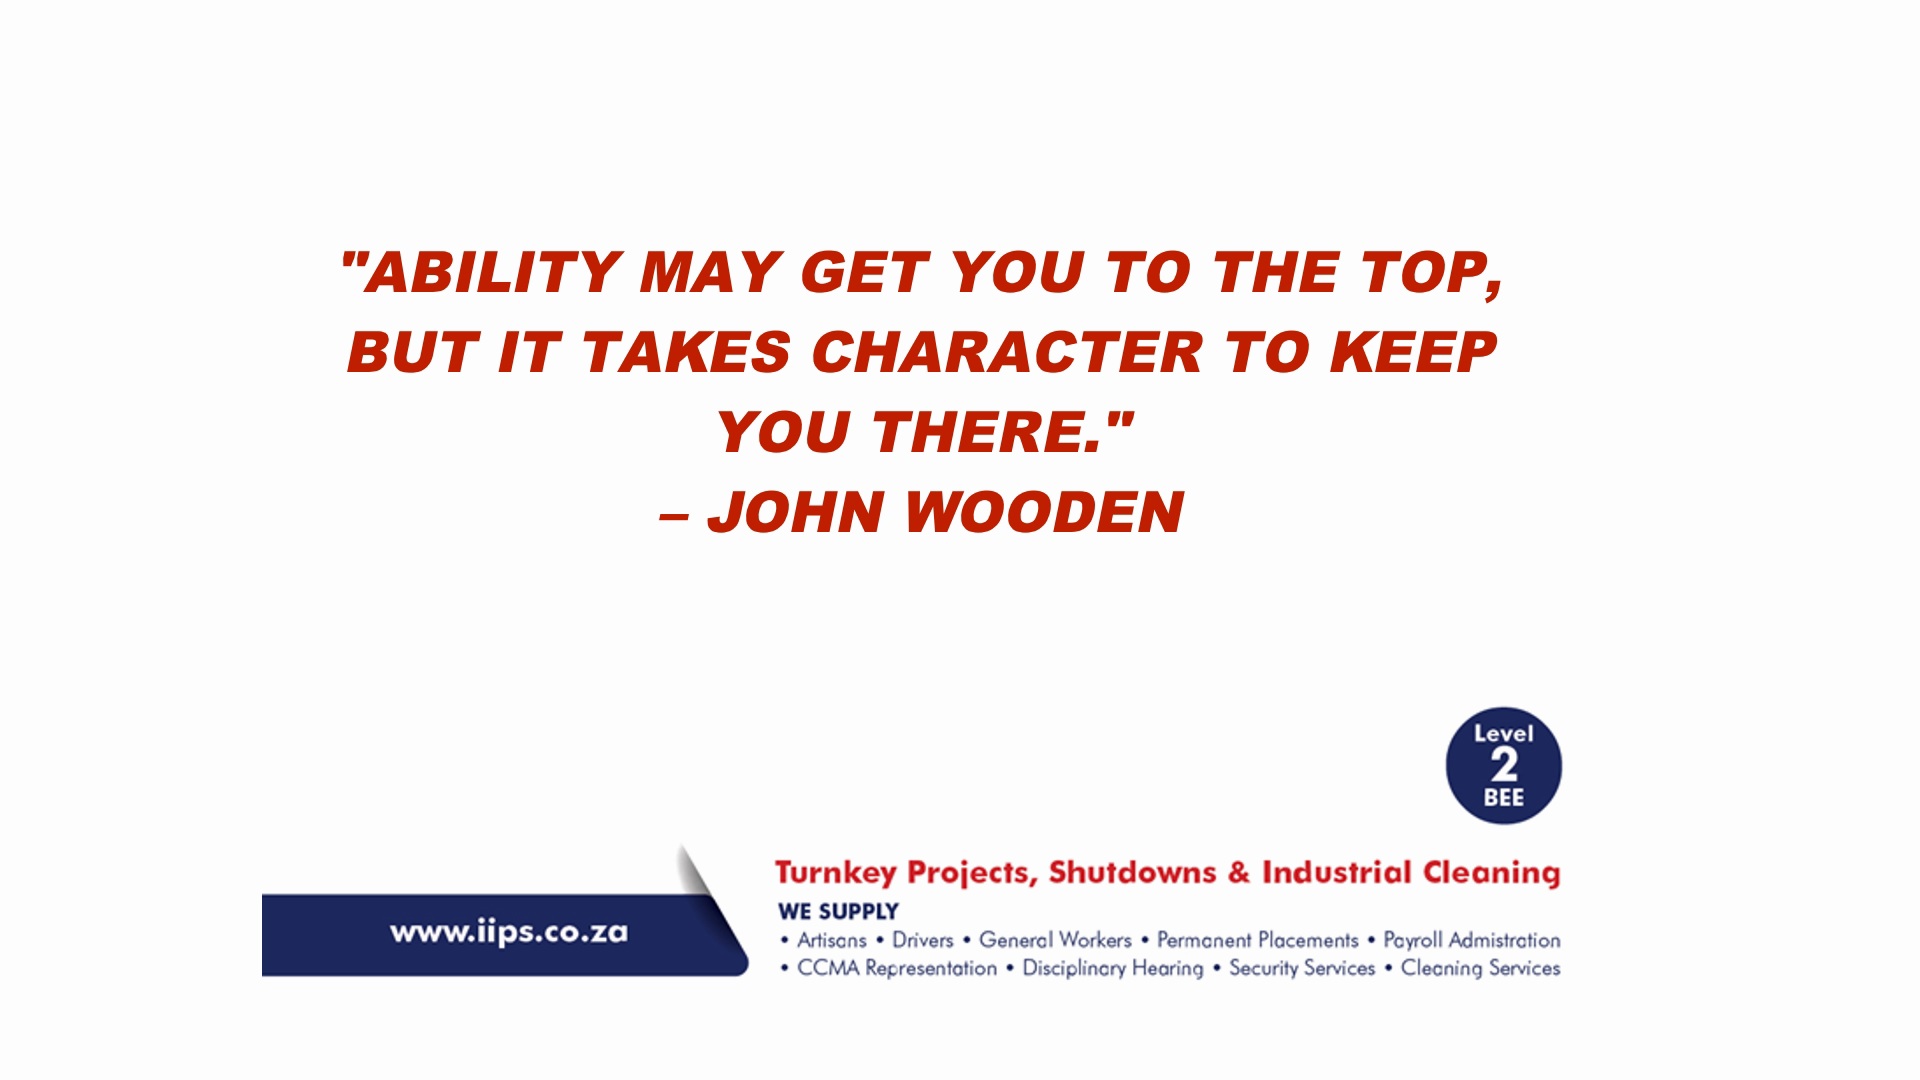 "ABILITY MAY GET YOU TO THE TOP,
BUT IT TAKES CHARACTER TO KEEP
YOU THERE."
– JOHN WOODEN
Level
2
BEE
www.iips.co.za
Turnkey Projects, Shutdowns & Industrial Cleaning
WE SUPPLY
• Artisans • Drivers • General Workers • Permanent Placements • Payroll Admistration
• CCMA Representation • Disciplinary Hearing • Security Services • Cleaning Services